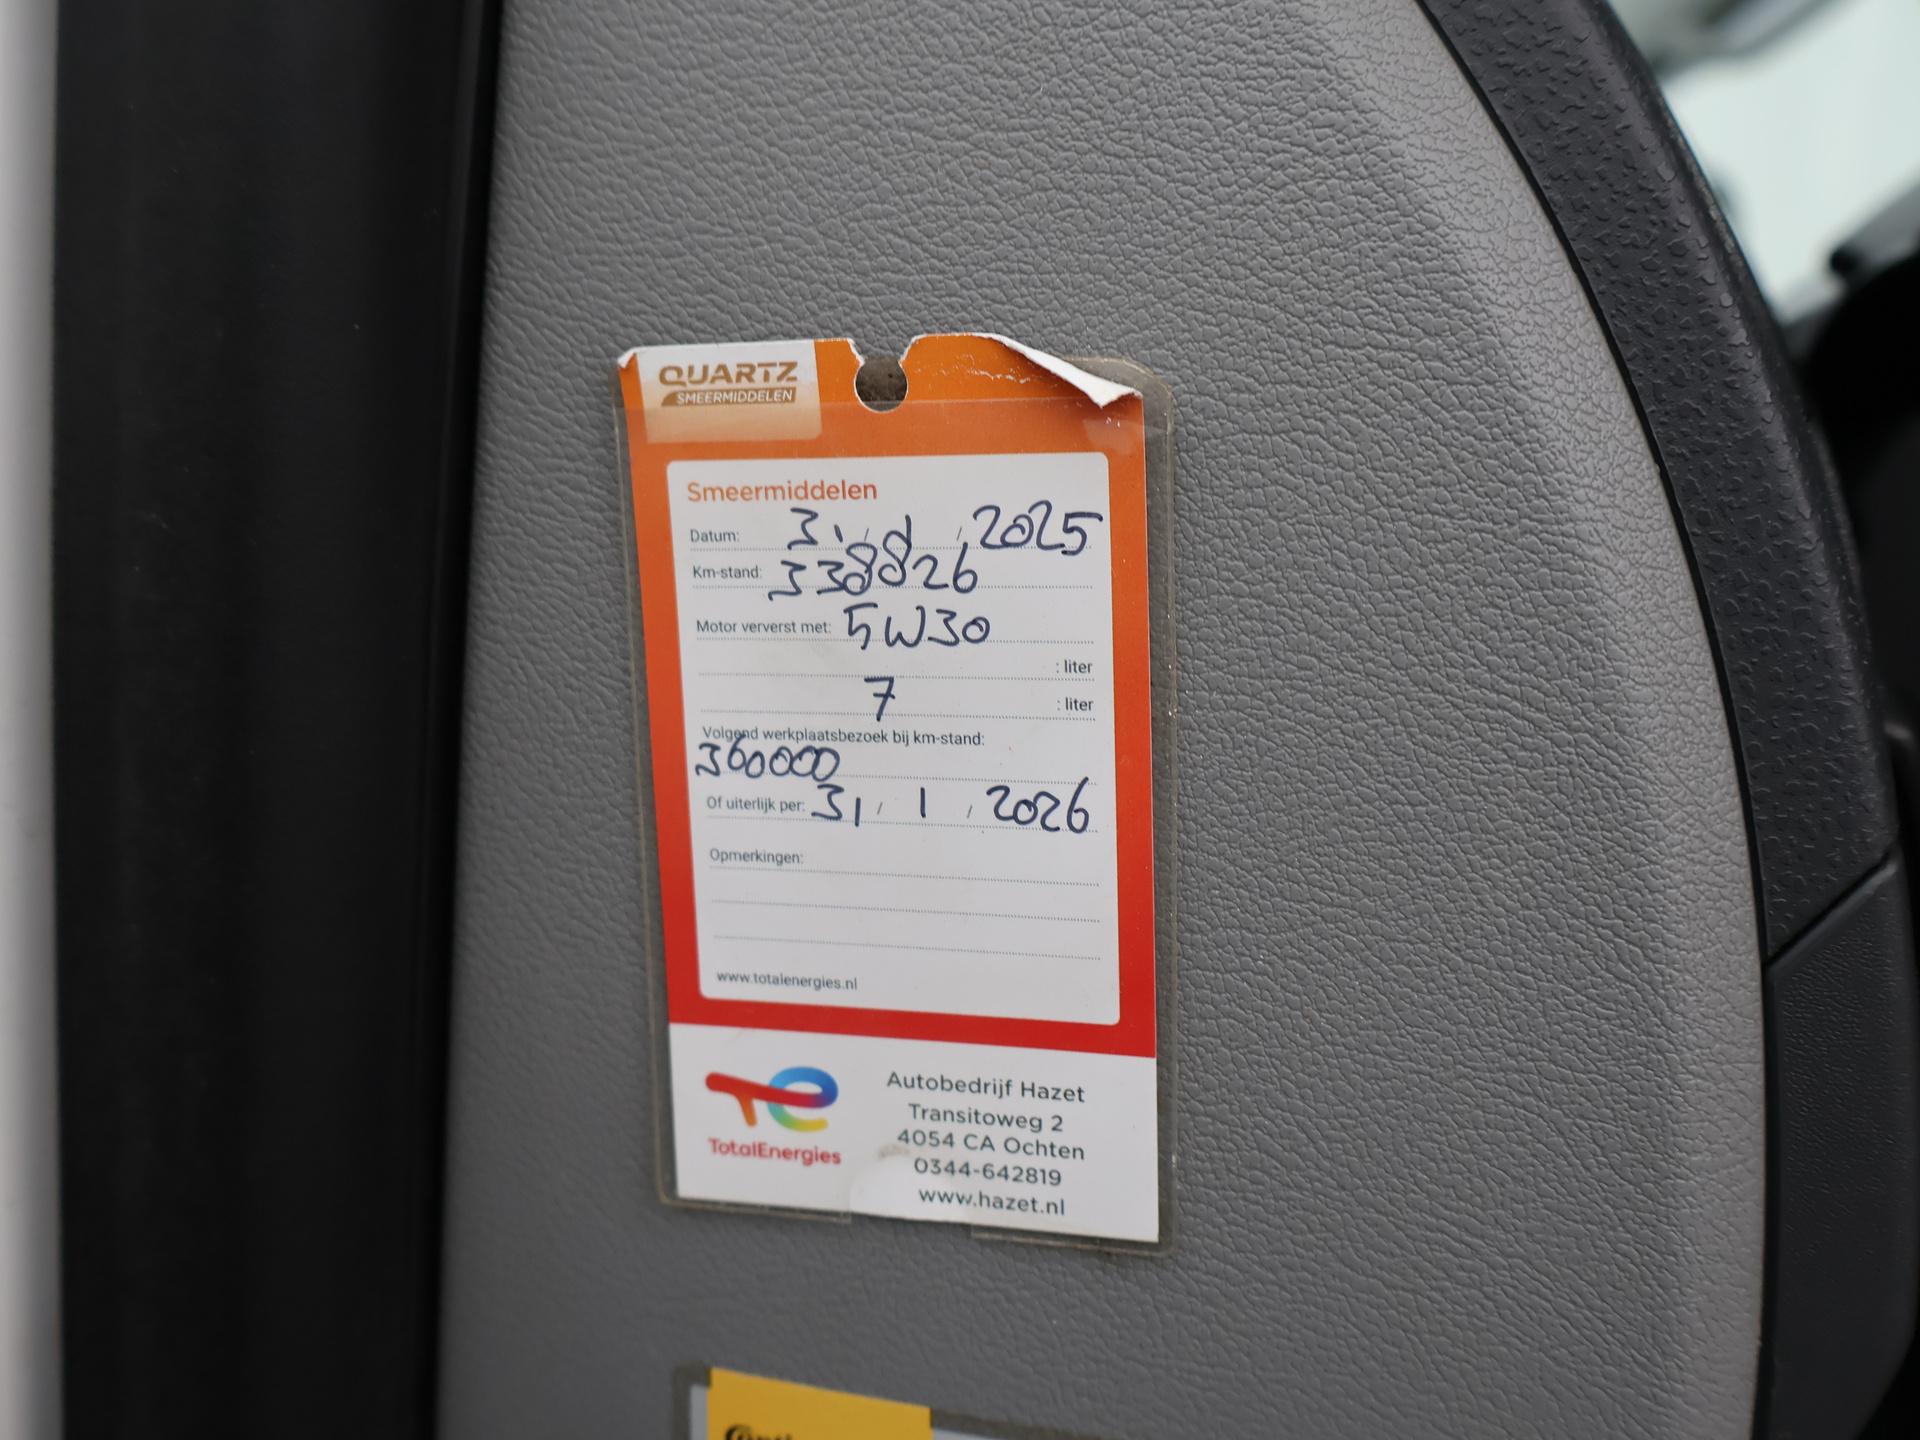 QUARTZ
SMEERMIDDELEN
Smeermiddelen
Datum: 31 / / 2025
Km-stand: 338826
Motor ververst met: 5W30
: liter
7 : liter
Volgend werkplaatsbezoek bij km-stand:
360000
Of uiterlijk per: 31 / 1 / 2026
Opmerkingen:
www.totalenergies.nl
TotalEnergies
Autobedrijf Hazet
Transitoweg 2
4054 CA Ochten
0344-642819
www.hazet.nl